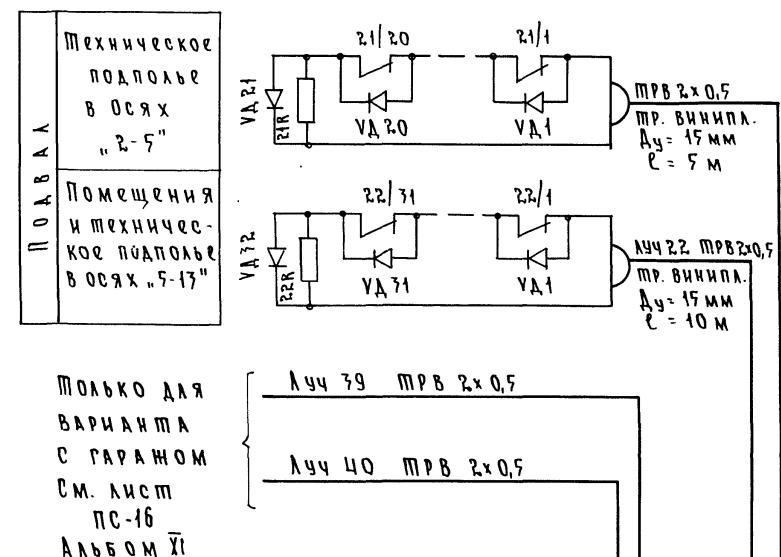 Подвал
Техническое
подполье
в осях
„2-5"
Помещения
и техничес-
кое подполье
в осях „5-13"
21/20
21/1
VД21
21R
VД20
VД1
ТРВ 2х0,5
тр. винипл.
Ду= 15 мм
ℓ = 5 м
22/31
22/1
VД32
22R
VД31
VД1
Луч 22 ТРВ2х0,5
тр. винипл.
Ду= 15 мм
ℓ = 10 м
Только для
варианта
с гаражом
См. лист
ПС-16
Альбом XI
Луч 39 ТРВ 2х0,5
Луч 40 ТРВ 2х0,5